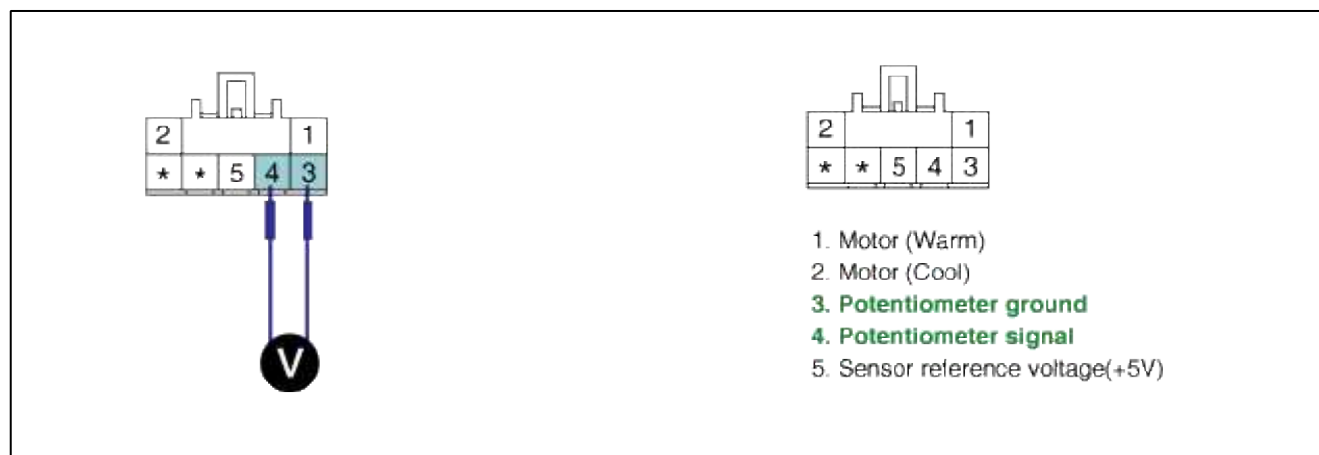 2 1
* * 5 4 3
V
2 1
* * 5 4 3
1. Motor (Warm)
2. Motor (Cool)
3. Potentiometer ground
4. Potentiometer signal
5. Sensor reference voltage(+5V)